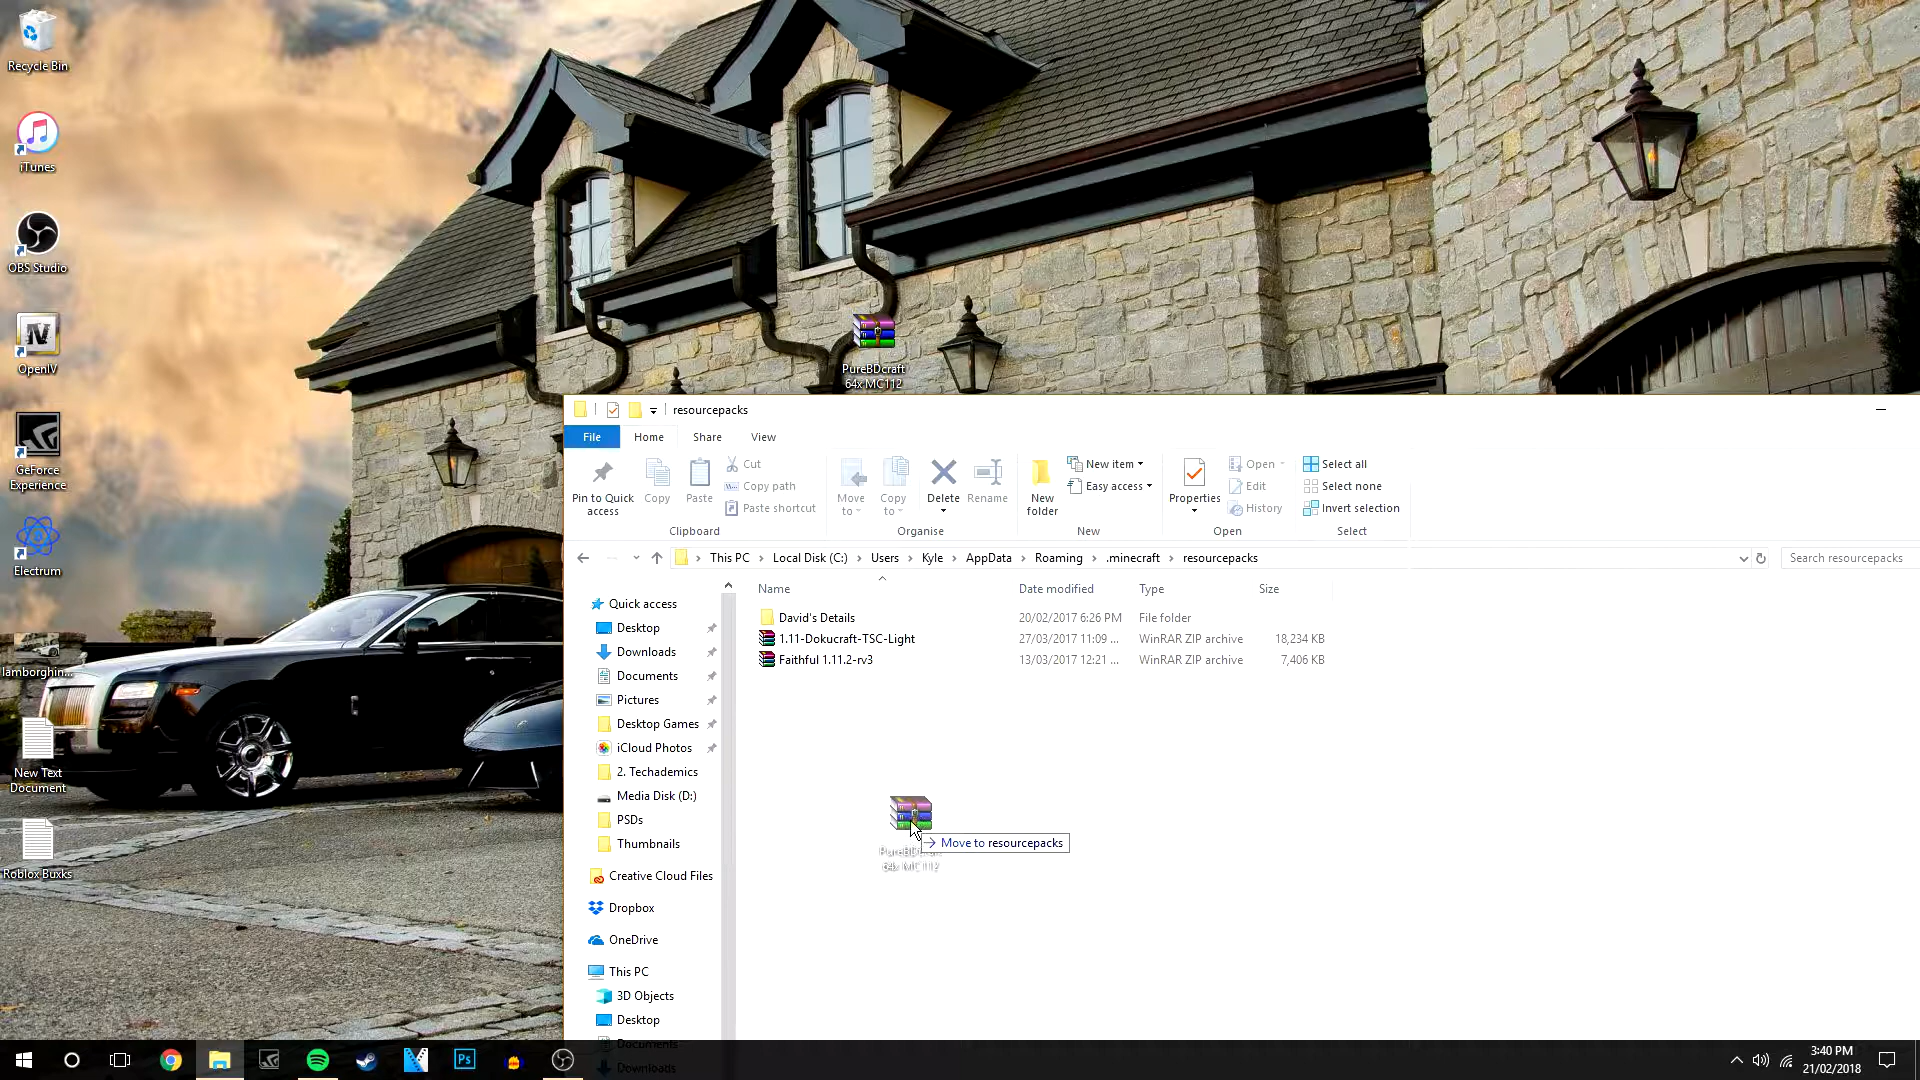 Recycle Bin
iTunes
OBS Studio
OpenIV
GeForce
Experience
Electrum
lamborghin...
New Text
Document
Roblox Buxks
PureBDcraft
64x MC112
resourcepacks
File
Home
Share
View
Pin to Quick
access
Copy
Paste
Cut
Copy path
Paste shortcut
Clipboard
Move
to
Copy
to
Delete
Rename
Organise
New
folder
New item
Easy access
New
Properties
Open
Edit
History
Open
Select all
Select none
Invert selection
Select
This PC
Local Disk (C:)
Users
Kyle
AppData
Roaming
.minecraft
resourcepacks
Search resourcepacks
Quick access
Desktop
Downloads
Documents
Pictures
Desktop Games
iCloud Photos
2. Techademics
Media Disk (D:)
PSDs
Thumbnails
Creative Cloud Files
Dropbox
OneDrive
This PC
3D Objects
Desktop
Documents
Downloads
Name Date modified Type Size
David's Details 20/02/2017 6:26 PM File folder
1.11-Dokucraft-TSC-Light 27/03/2017 11:09 ... WinRAR ZIP archive 18,234 KB
Faithful 1.11.2-rv3 13/03/2017 12:21 ... WinRAR ZIP archive 7,406 KB
Move to resourcepacks
64x MC112
Ps
3:40 PM
21/02/2018